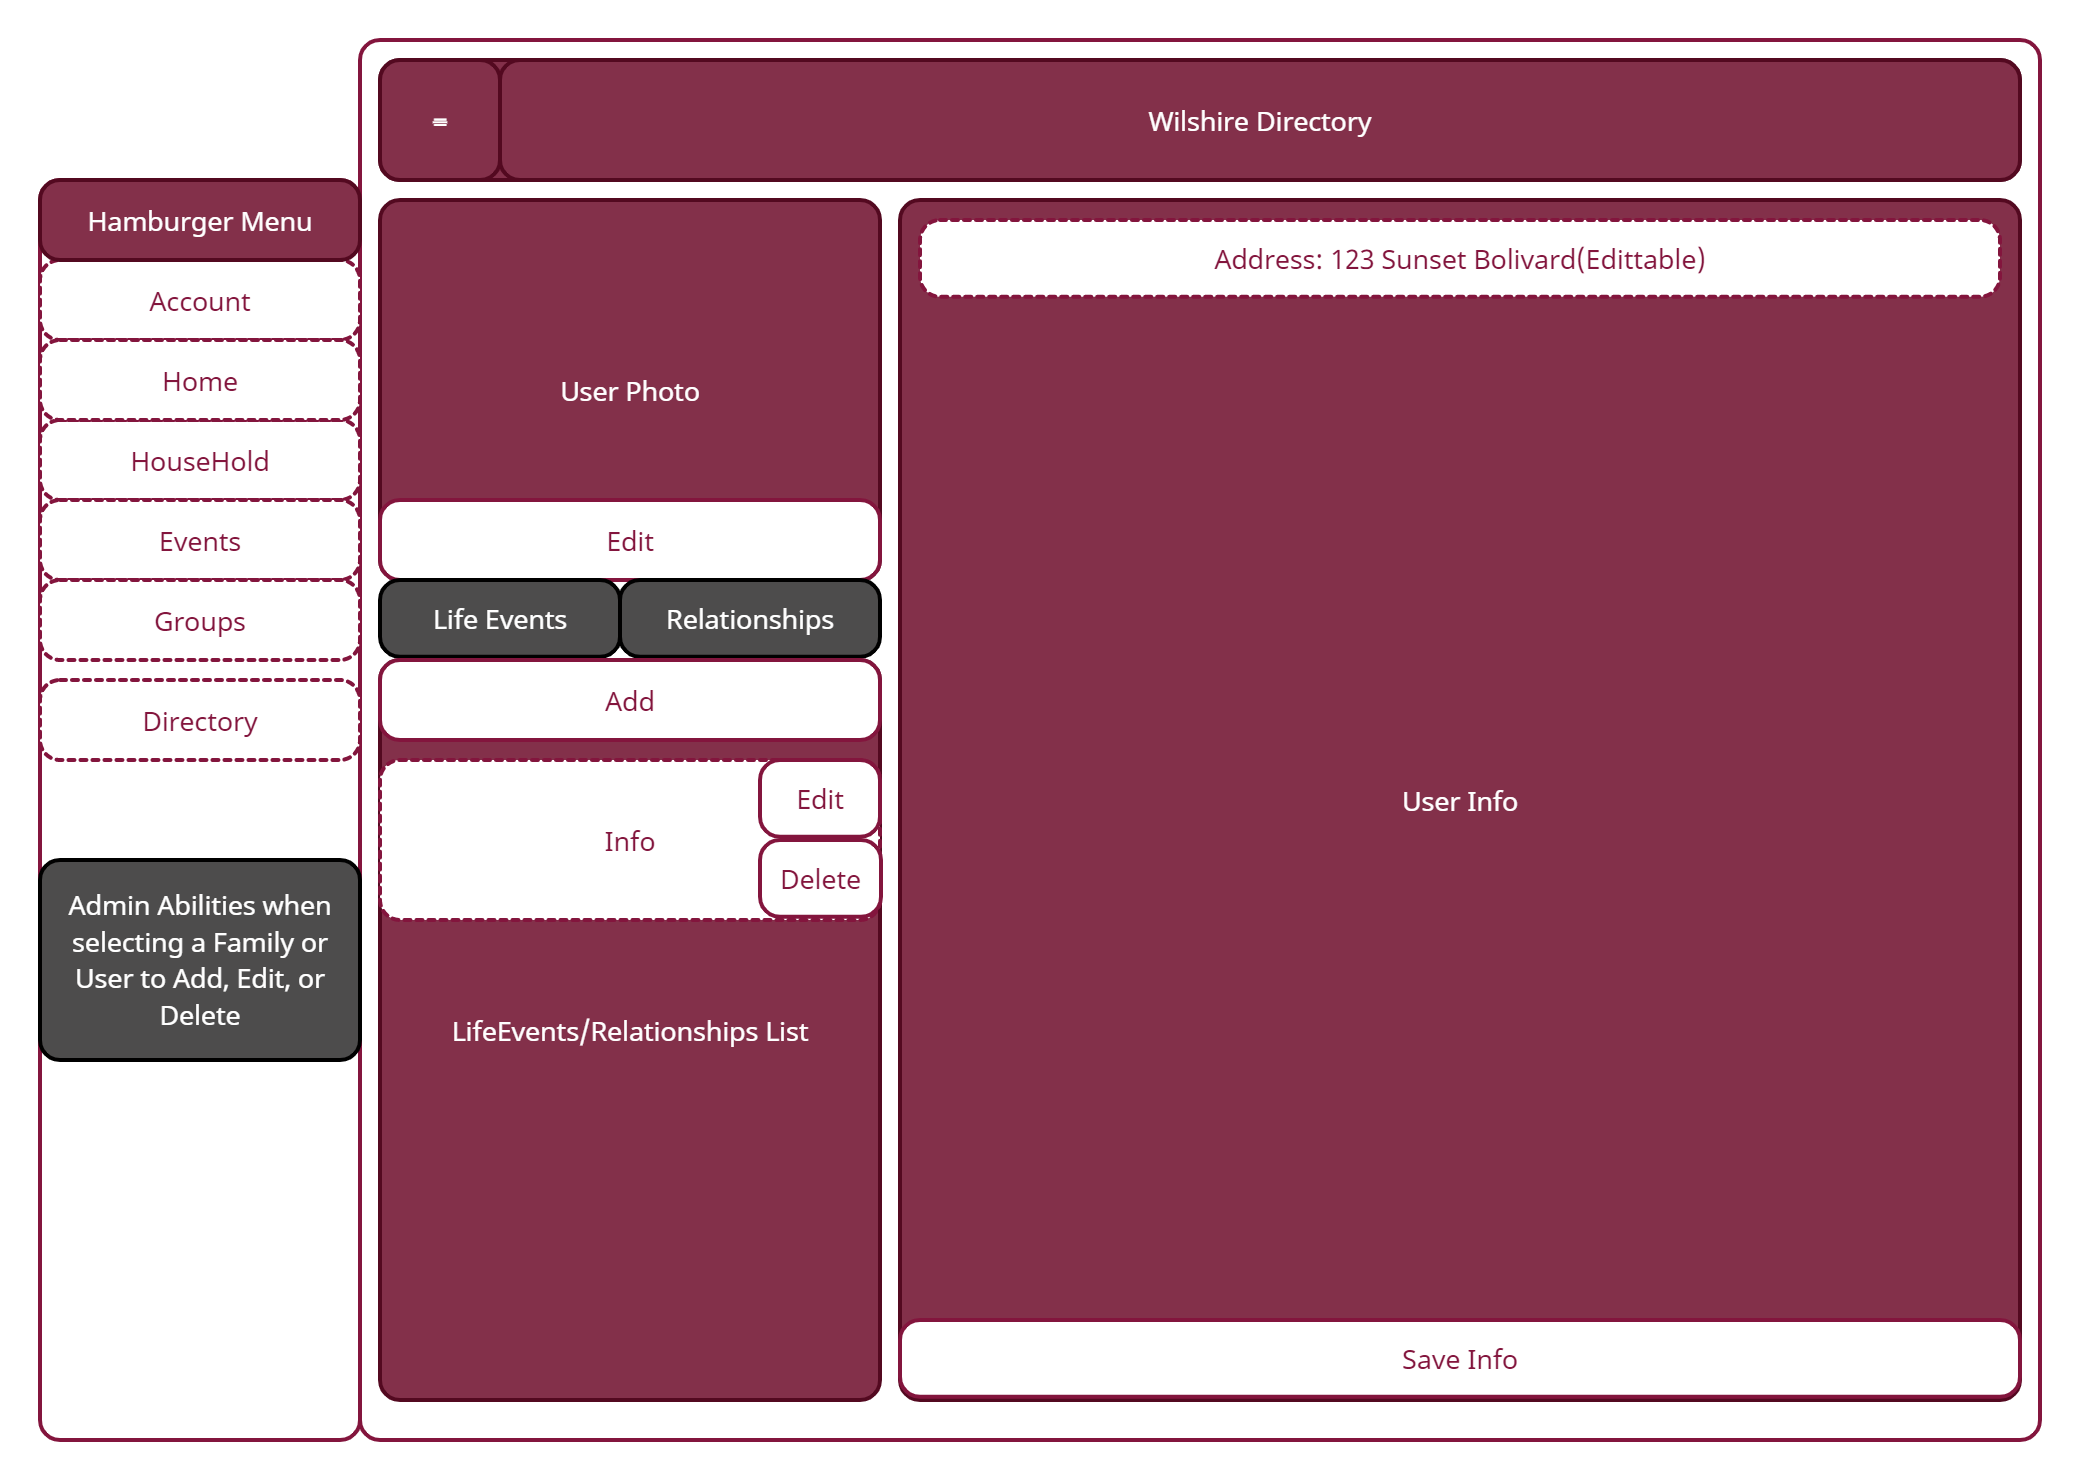 Wilshire Directory
Hamburger Menu
Account
Home
HouseHold
Events
Groups
Directory
Admin Abilities when
selecting a Family or
User to Add, Edit, or
Delete
User Photo
Edit
Life Events
Relationships
Add
Info
Edit
Delete
LifeEvents/Relationships List
Address: 123 Sunset Bolivard(Edittable)
User Info
Save Info